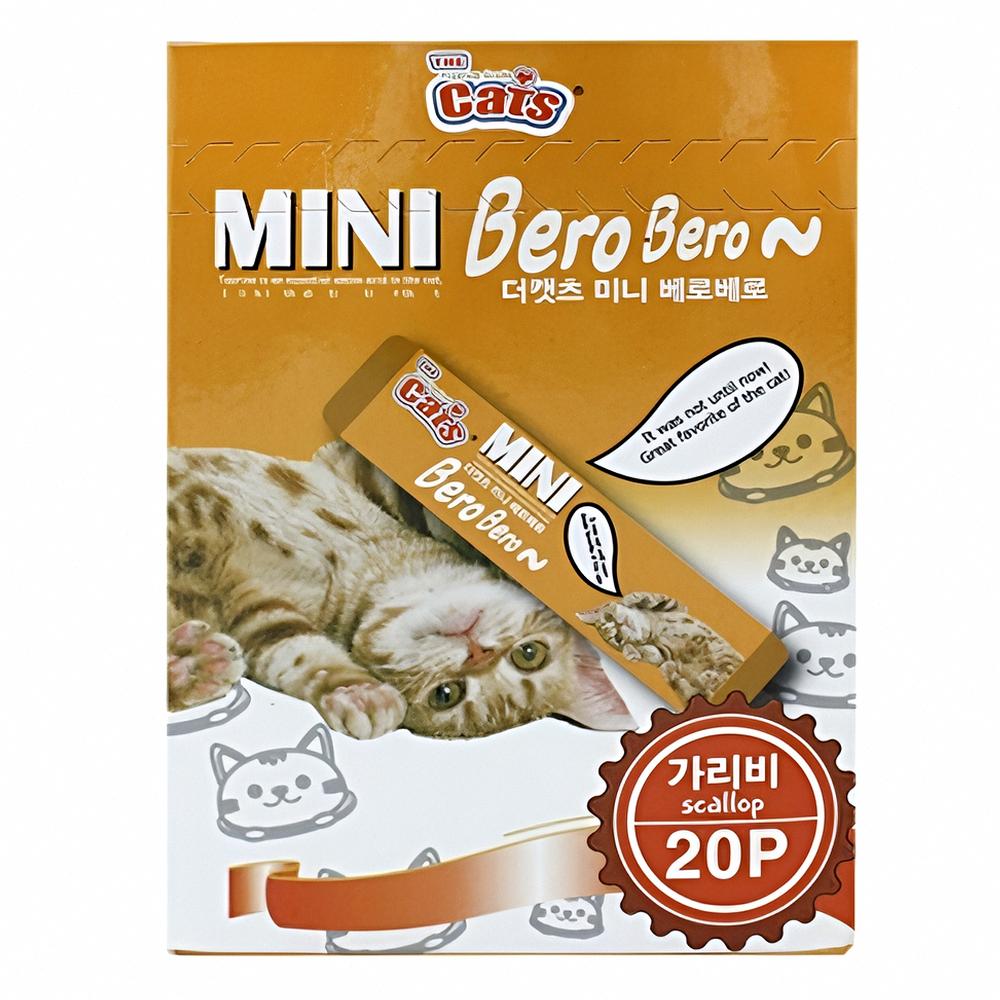 THE
Cats
MINI Bero Bero ~
더캣츠 미니 베로베로
It was not until now!
Great favorite of the cat!
THE
Cats
MINI
Bero Bero ~
가리비
scallop
20P